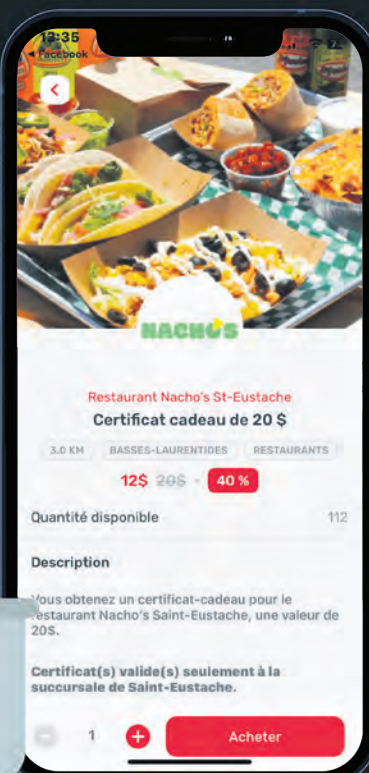 13:35
◂ Facebook
NACHO'S
Restaurant Nacho's St-Eustache
Certificat cadeau de 20 $
3.0 KM BASSES-LAURENTIDES RESTAURANTS
12$ 20$ - 40 %
Quantité disponible 112
Description
Vous obtenez un certificat-cadeau pour le
restaurant Nacho's Saint-Eustache, une valeur de
20$.
Certificat(s) valide(s) seulement à la
succursale de Saint-Eustache.
1 Acheter